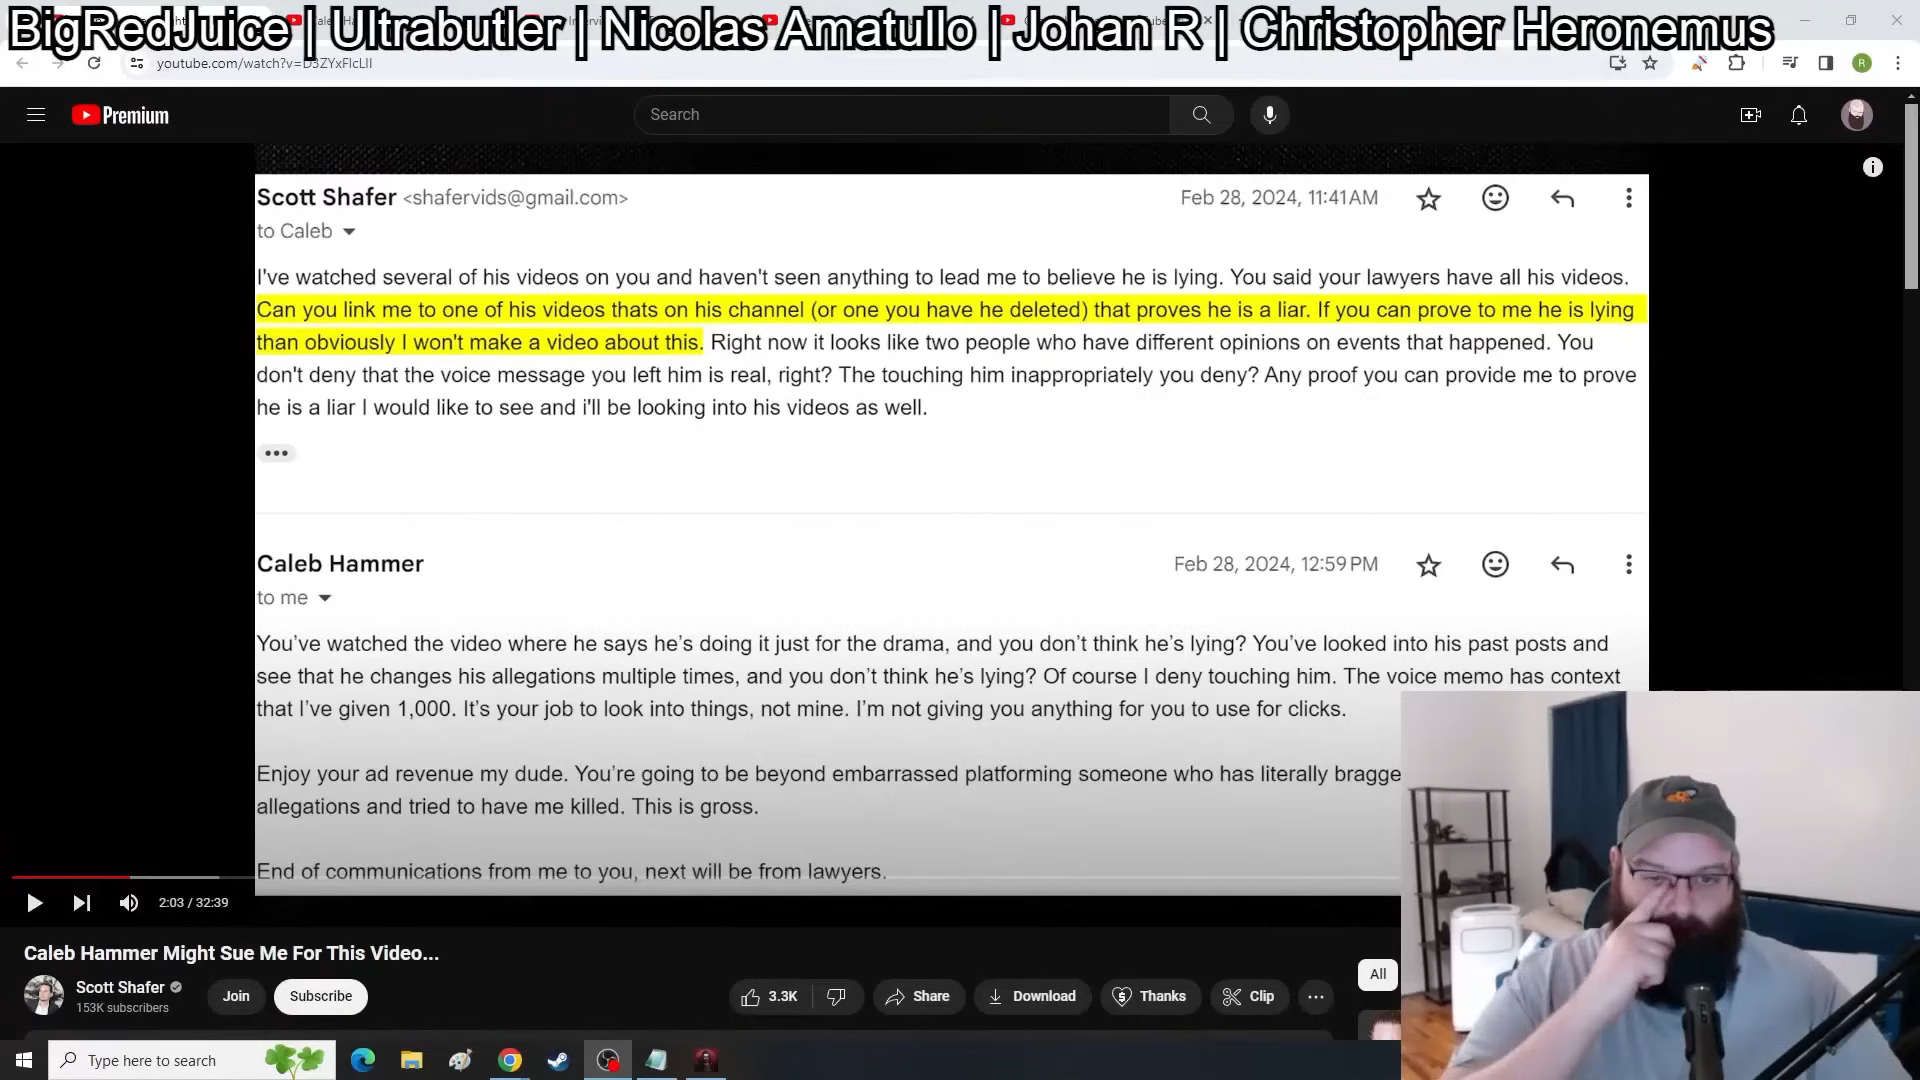 BigRedJuice | Ultrabutler | Nicolas Amatullo | Johan R | Christopher Heronemus
youtube.com/watch?v=D3ZYxFIcLII
R
Premium
Search
Scott Shafer <shafervids@gmail.com>
Feb 28, 2024, 11:41 AM
to Caleb
I've watched several of his videos on you and haven't seen anything to lead me to believe he is lying. You said your lawyers have all his videos.
Can you link me to one of his videos thats on his channel (or one you have he deleted) that proves he is a liar. If you can prove to me he is lying
than obviously I won't make a video about this. Right now it looks like two people who have different opinions on events that happened. You
don't deny that the voice message you left him is real, right? The touching him inappropriately you deny? Any proof you can provide me to prove
he is a liar I would like to see and i'll be looking into his videos as well.
Caleb Hammer
Feb 28, 2024, 12:59 PM
to me
You’ve watched the video where he says he’s doing it just for the drama, and you don’t think he’s lying? You’ve looked into his past posts and
see that he changes his allegations multiple times, and you don’t think he’s lying? Of course I deny touching him. The voice memo has context
that I’ve given 1,000. It’s your job to look into things, not mine. I’m not giving you anything for you to use for clicks.
Enjoy your ad revenue my dude. You’re going to be beyond embarrassed platforming someone who has literally bragge
allegations and tried to have me killed. This is gross.
End of communications from me to you, next will be from lawyers.
2:03 / 32:39
Caleb Hammer Might Sue Me For This Video...
Scott Shafer
153K subscribers
Join
Subscribe
3.3K
Share
Download
Thanks
Clip
All
Type here to search